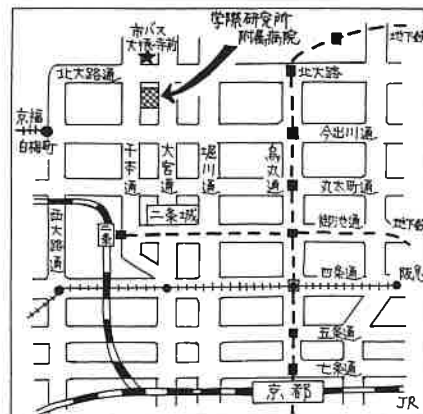 市バス
大徳寺前
学際研究所
附属病院
地下鉄
北大路通
北大路
京福
白梅町
今出川通
千本通
大宮通
堀川通
烏丸通
丸太町通
二条城
西大路通
二条
御池通
地下鉄
四条通
阪急
五条通
七条通
京都
JR